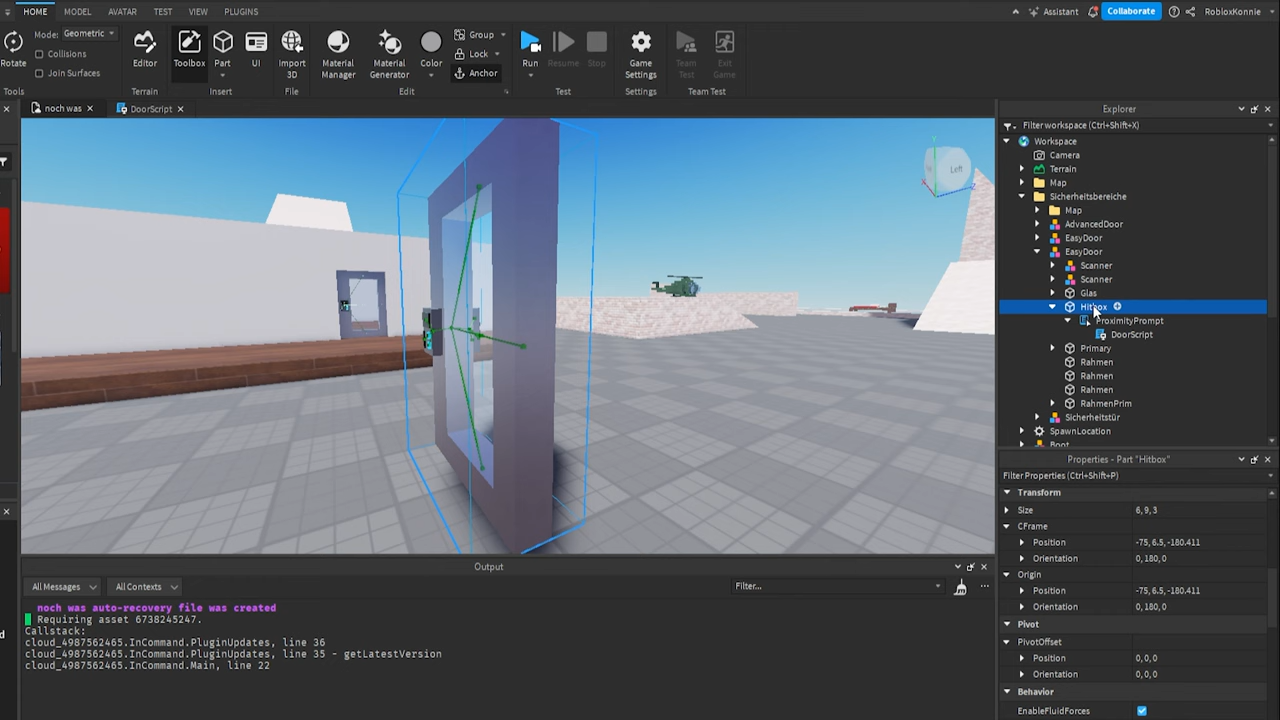 HOME MODEL AVATAR TEST VIEW PLUGINS
Assistant Collaborate RobloxKonnie
Mode: Geometric
Collisions
Join Surfaces
Rotate
Editor
Toolbox
Part
UI
Import 3D
Material Manager
Material Generator
Color
Group
Lock
Anchor
Run
Resume
Stop
Game Settings
Team Test
Exit Game
Tools
Terrain
Insert
File
Edit
Test
Settings
Team Test
noch was
DoorScript
Left
Explorer
Filter workspace (Ctrl+Shift+X)
Workspace
Camera
Terrain
Map
Sicherheitsbereiche
Map
AdvancedDoor
EasyDoor
EasyDoor
Scanner
Scanner
Glas
Hitbox
ProximityPrompt
DoorScript
Primary
Rahmen
Rahmen
Rahmen
RahmenPrim
Sicherheitstür
SpawnLocation
Boot
Properties - Part "Hitbox"
Filter Properties (Ctrl+Shift+P)
Transform
Size 6,9,3
CFrame
Position -75,6.5,-180.411
Orientation 0,180,0
Origin
Position -75,6.5,-180.411
Orientation 0,180,0
Pivot
PivotOffset
Position 0,0,0
Orientation 0,0,0
Behavior
EnableFluidForces
Output
All Messages All Contexts Filter...
noch was auto-recovery file was created
Requiring asset 6738245247.
Callstack:
cloud_4987562465.InCommand.PluginUpdates, line 36
cloud_4987562465.InCommand.PluginUpdates, line 35 - getLatestVersion
cloud_4987562465.InCommand.Main, line 22